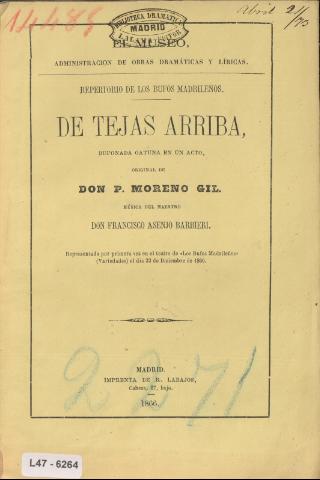 14485
Abril 2/73
BIBLIOTECA DRAMATICA
MADRID
EL MUSEO,
ADMINISTRACION DE OBRAS DRAMÁTICAS Y LÍRICAS.
REPERTORIO DE LOS BUFOS MADRILEÑOS.
DE TEJAS ARRIBA,
BUFONADA GATUNA EN UN ACTO,
ORIGINAL DE
DON P. MORENO GIL.
MÚSICA DEL MAESTRO
DON FRANCISCO ASENJO BARBIERI.
Representada por primera vez en el teatro de «Los Bufos Madrileños»
(Variedades) el dia 22 de Diciembre de 1866.
2271
MADRID.
IMPRENTA DE R. LABAJOS,
Cabeza, 27, bajo.
1866.
L47 - 6264